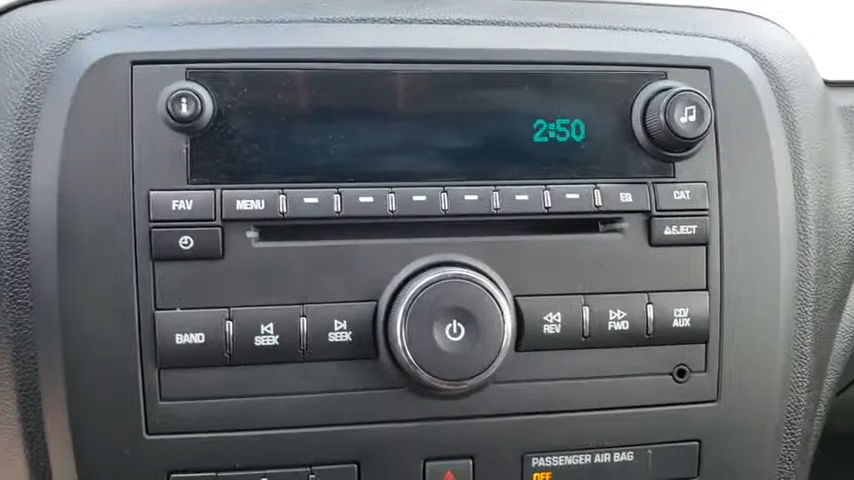 i
2:50
FAV
MENU
EQ
CAT
EJECT
BAND
SEEK
SEEK
REV
FWD
CD/
AUX
PASSENGER AIR BAG
OFF